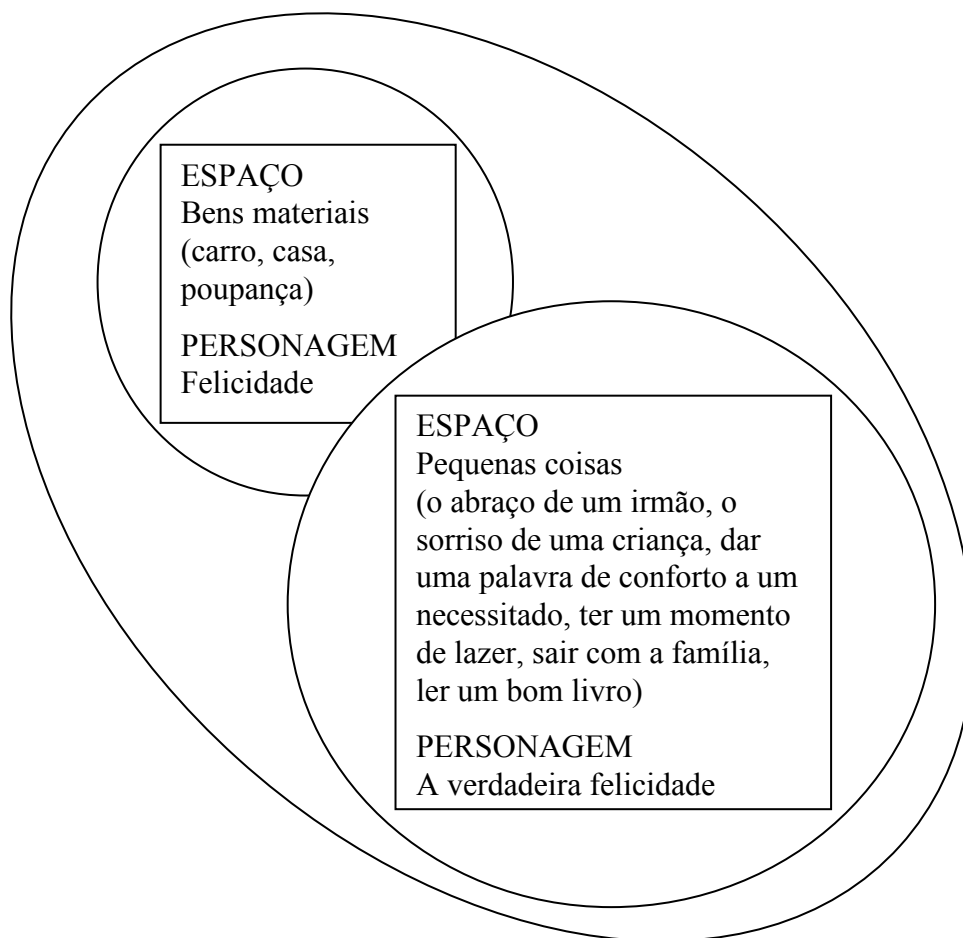 ESPAÇO
Bens materiais
(carro, casa,
poupança)
PERSONAGEM
Felicidade
ESPAÇO
Pequenas coisas
(o abraço de um irmão, o
sorriso de uma criança, dar
uma palavra de conforto a um
necessitado, ter um momento
de lazer, sair com a família,
ler um bom livro)
PERSONAGEM
A verdadeira felicidade